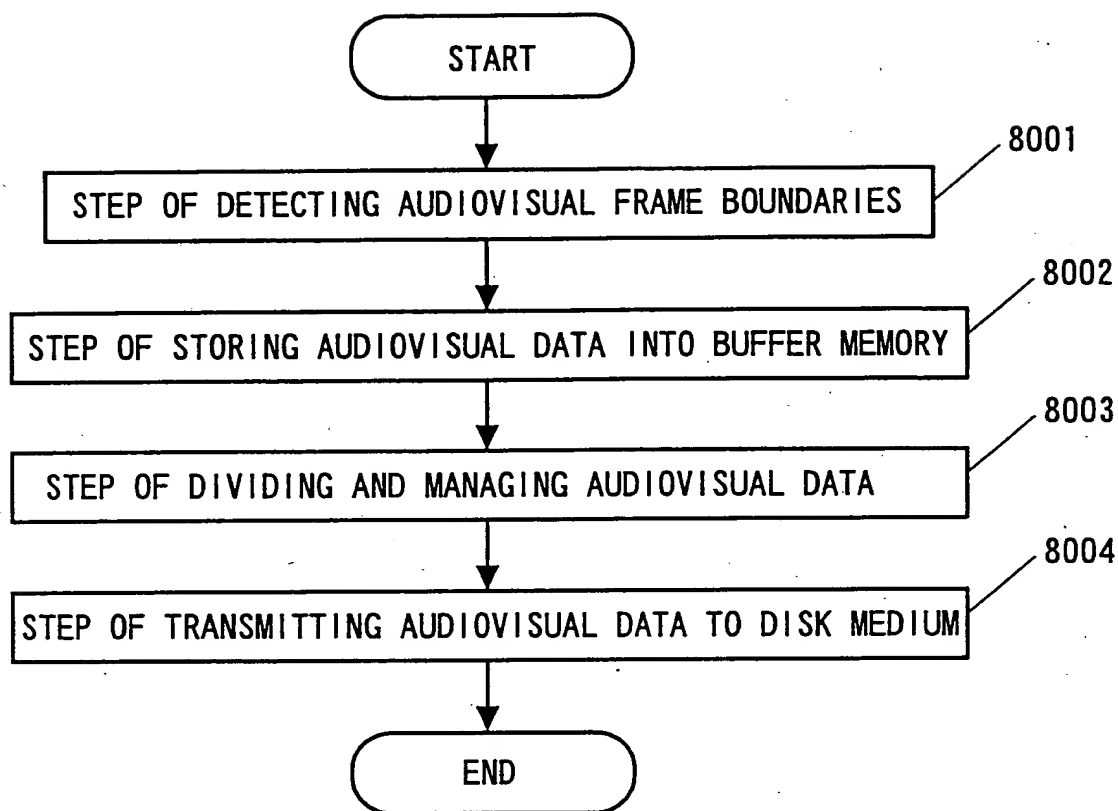 START
8001
STEP OF DETECTING AUDIOVISUAL FRAME BOUNDARIES
8002
STEP OF STORING AUDIOVISUAL DATA INTO BUFFER MEMORY
8003
STEP OF DIVIDING AND MANAGING AUDIOVISUAL DATA
8004
STEP OF TRANSMITTING AUDIOVISUAL DATA TO DISK MEDIUM
END